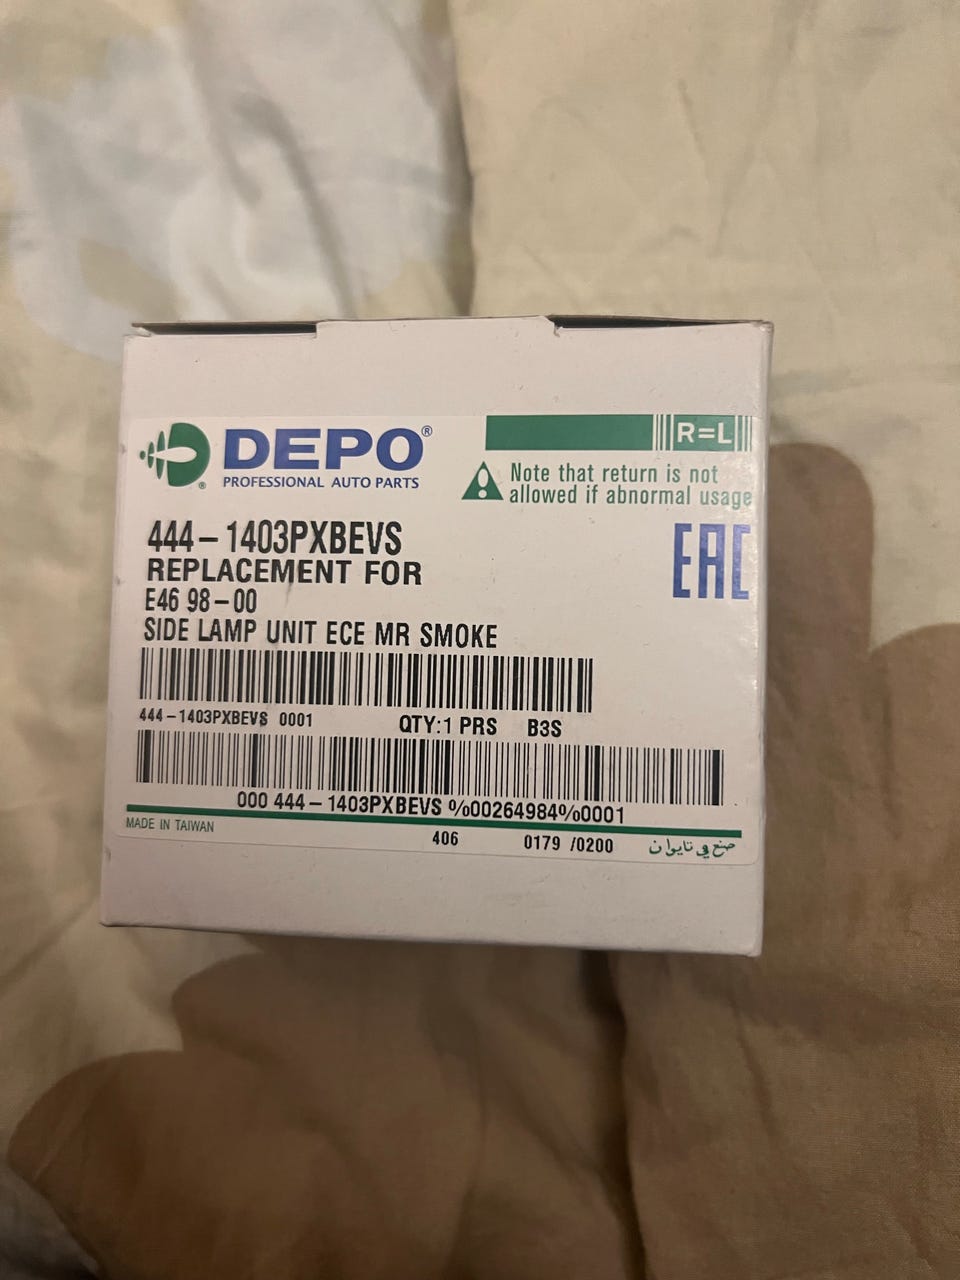 DEPO®
PROFESSIONAL AUTO PARTS
R=L
Note that return is not
allowed if abnormal usage
444-1403PXBEVS
REPLACEMENT FOR
E46 98-00
SIDE LAMP UNIT ECE MR SMOKE
EAC
444-1403PXBEVS 0001 QTY:1 PRS B3S
000 444-1403PXBEVS %00264984%0001
MADE IN TAIWAN
406 0179 /0200 صنع في تايوان